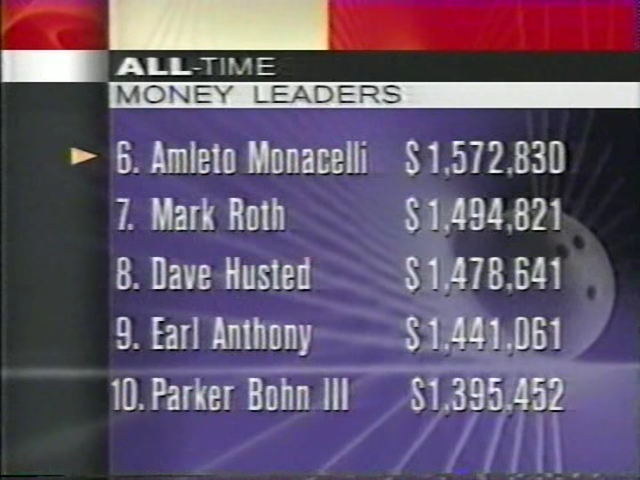 ALL-TIME
MONEY LEADERS
6. Amleto Monacelli $1,572,830
7. Mark Roth $1,494,821
8. Dave Husted $1,478,641
9. Earl Anthony $1,441,061
10. Parker Bohn III $1,395,452